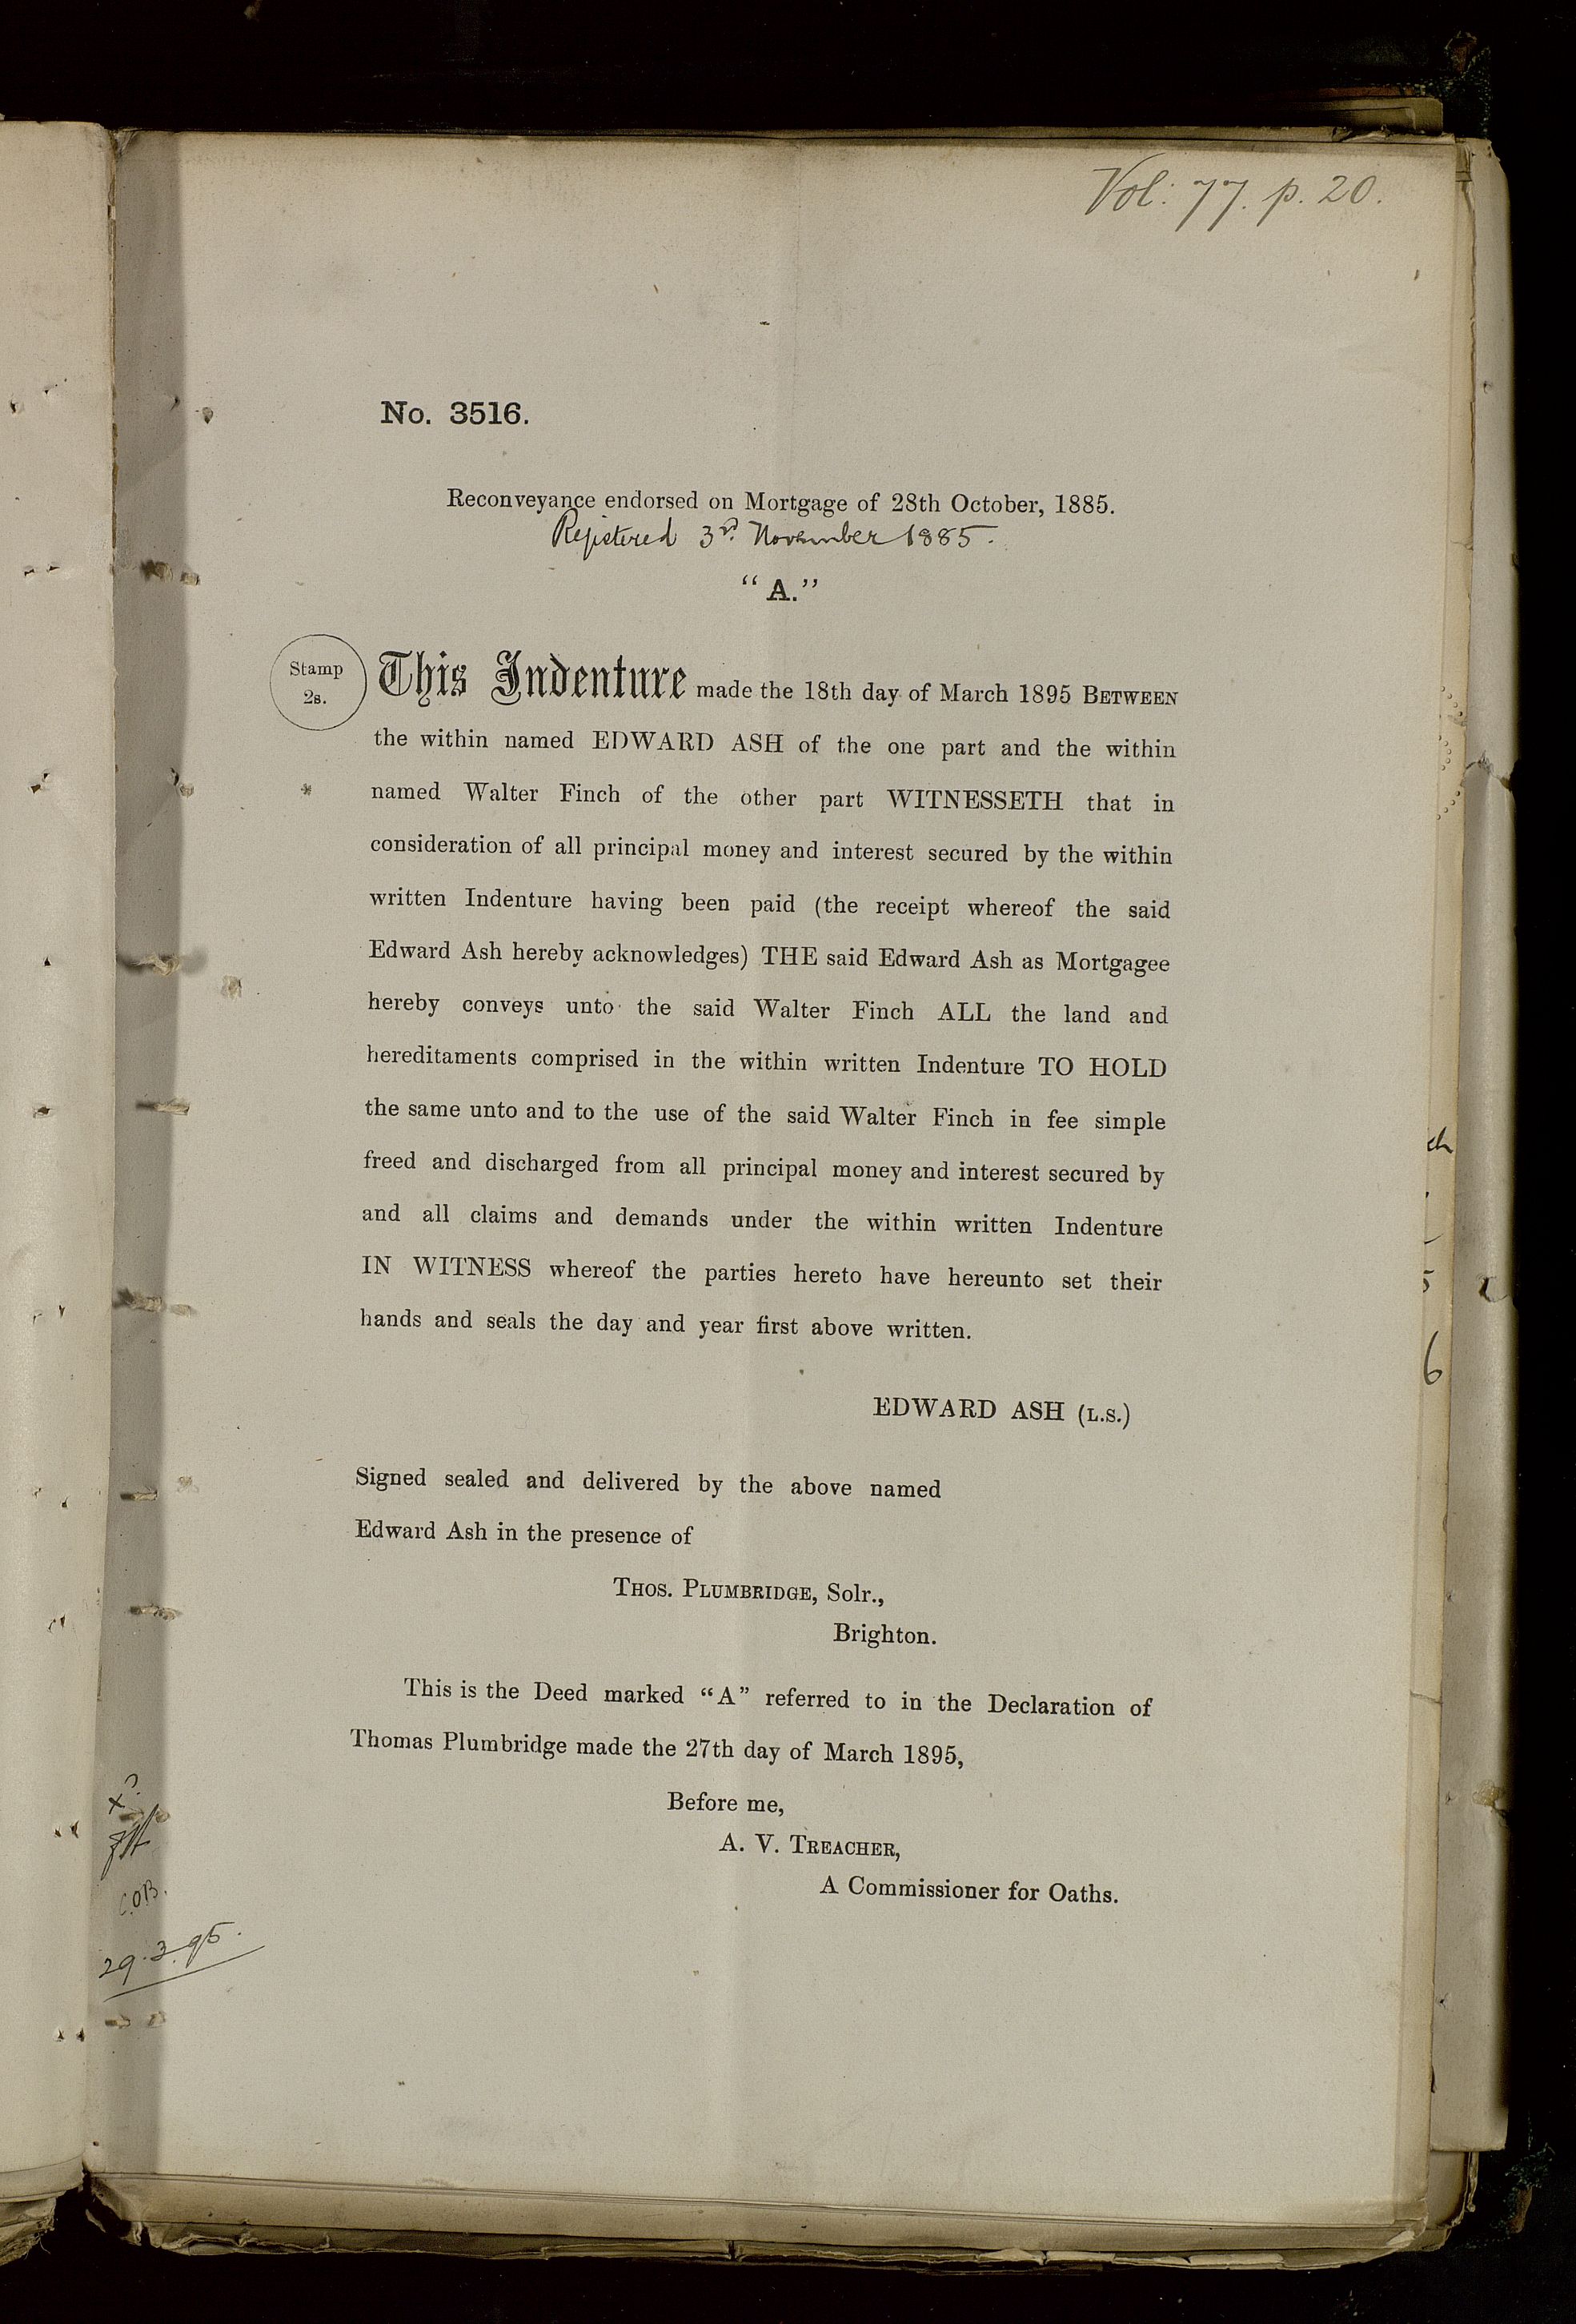 Vol: 77. p. 20.
No. 3516.
Reconveyance endorsed on Mortgage of 28th October, 1885.
Registered 3rd. November 1885.
"A."
Stamp
2s.
This Indenture made the 18th day of March 1895 BETWEEN
the within named EDWARD ASH of the one part and the within
named Walter Finch of the other part WITNESSETH that in
consideration of all principal money and interest secured by the within
written Indenture having been paid (the receipt whereof the said
Edward Ash hereby acknowledges) THE said Edward Ash as Mortgagee
hereby conveys unto the said Walter Finch ALL the land and
hereditaments comprised in the within written Indenture TO HOLD
the same unto and to the use of the said Walter Finch in fee simple
freed and discharged from all principal money and interest secured by
and all claims and demands under the within written Indenture
IN WITNESS whereof the parties hereto have hereunto set their
hands and seals the day and year first above written.
EDWARD ASH (L.S.)
Signed sealed and delivered by the above named
Edward Ash in the presence of
THOS. PLUMBRIDGE, Solr.,
Brighton.
This is the Deed marked "A" referred to in the Declaration of
Thomas Plumbridge made the 27th day of March 1895,
Before me,
A. V. TREACHER,
A Commissioner for Oaths.
C.O.B.
29.3.95.
6